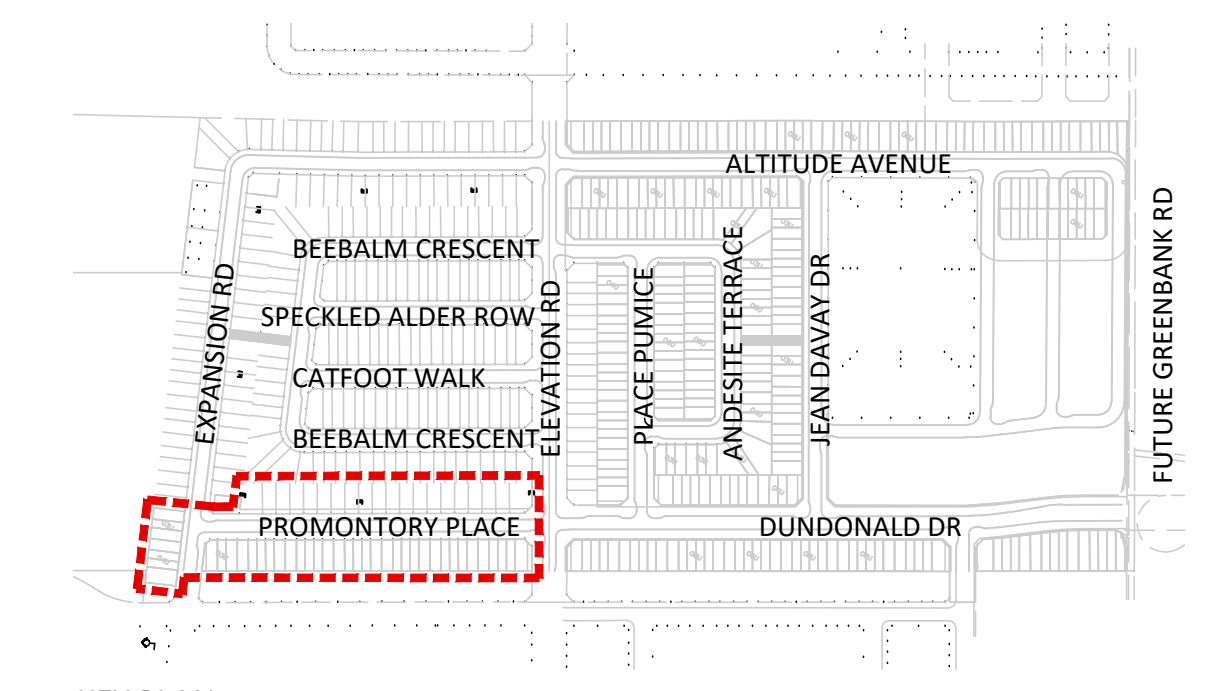 ALTITUDE AVENUE
BEEBALM CRESCENT
SPECKLED ALDER ROW
CATFOOT WALK
BEEBALM CRESCENT
EXPANSION RD
ELEVATION RD
PLACE PUMICE
ANDESITE TERRACE
JEAN DAVAY DR
FUTURE GREENBANK RD
PROMONTORY PLACE
DUNDONALD DR